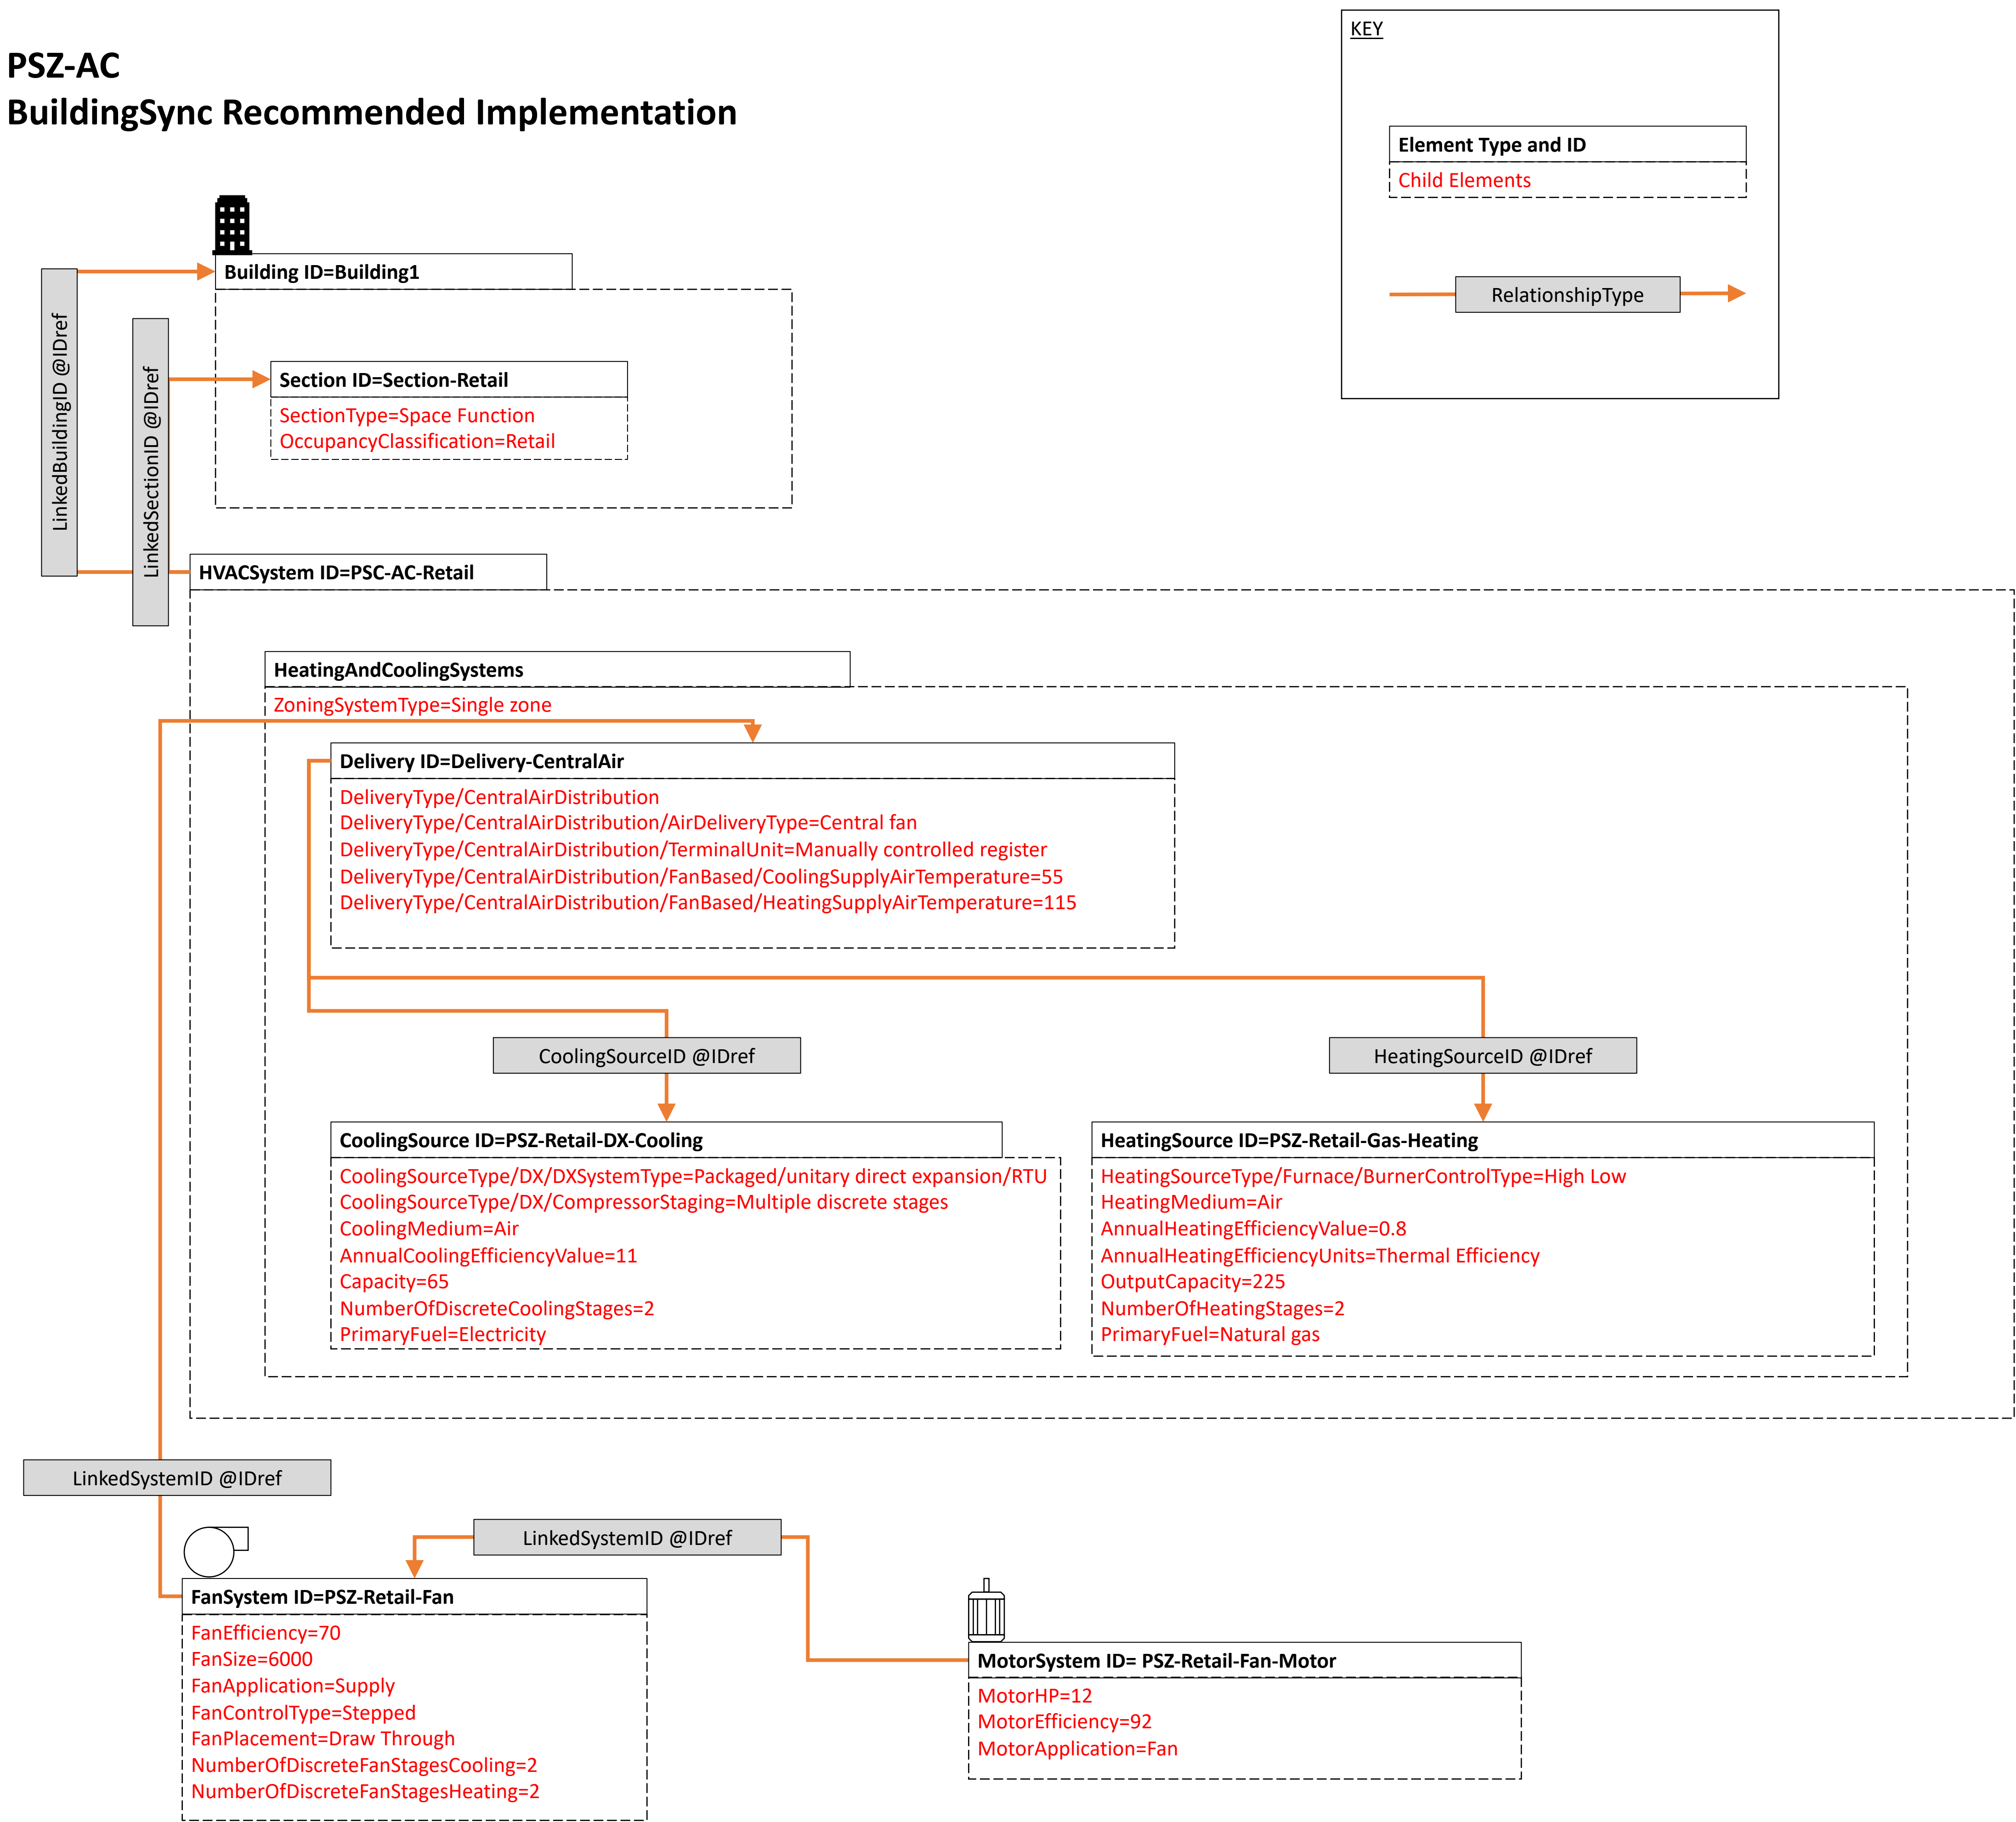 PSZ-AC
BuildingSync Recommended Implementation
KEY
Element Type and ID
Child Elements
RelationshipType
Building ID=Building1
LinkedBuildingID @IDref
LinkedSectionID @IDref
Section ID=Section-Retail
SectionType=Space Function
OccupancyClassification=Retail
HVACSystem ID=PSC-AC-Retail
HeatingAndCoolingSystems
ZoningSystemType=Single zone
Delivery ID=Delivery-CentralAir
DeliveryType/CentralAirDistribution
DeliveryType/CentralAirDistribution/AirDeliveryType=Central fan
DeliveryType/CentralAirDistribution/TerminalUnit=Manually controlled register
DeliveryType/CentralAirDistribution/FanBased/CoolingSupplyAirTemperature=55
DeliveryType/CentralAirDistribution/FanBased/HeatingSupplyAirTemperature=115
CoolingSourceID @IDref
HeatingSourceID @IDref
CoolingSource ID=PSZ-Retail-DX-Cooling
CoolingSourceType/DX/DXSystemType=Packaged/unitary direct expansion/RTU
CoolingSourceType/DX/CompressorStaging=Multiple discrete stages
CoolingMedium=Air
AnnualCoolingEfficiencyValue=11
Capacity=65
NumberOfDiscreteCoolingStages=2
PrimaryFuel=Electricity
HeatingSource ID=PSZ-Retail-Gas-Heating
HeatingSourceType/Furnace/BurnerControlType=High Low
HeatingMedium=Air
AnnualHeatingEfficiencyValue=0.8
AnnualHeatingEfficiencyUnits=Thermal Efficiency
OutputCapacity=225
NumberOfHeatingStages=2
PrimaryFuel=Natural gas
LinkedSystemID @IDref
LinkedSystemID @IDref
FanSystem ID=PSZ-Retail-Fan
FanEfficiency=70
FanSize=6000
FanApplication=Supply
FanControlType=Stepped
FanPlacement=Draw Through
NumberOfDiscreteFanStagesCooling=2
NumberOfDiscreteFanStagesHeating=2
MotorSystem ID= PSZ-Retail-Fan-Motor
MotorHP=12
MotorEfficiency=92
MotorApplication=Fan